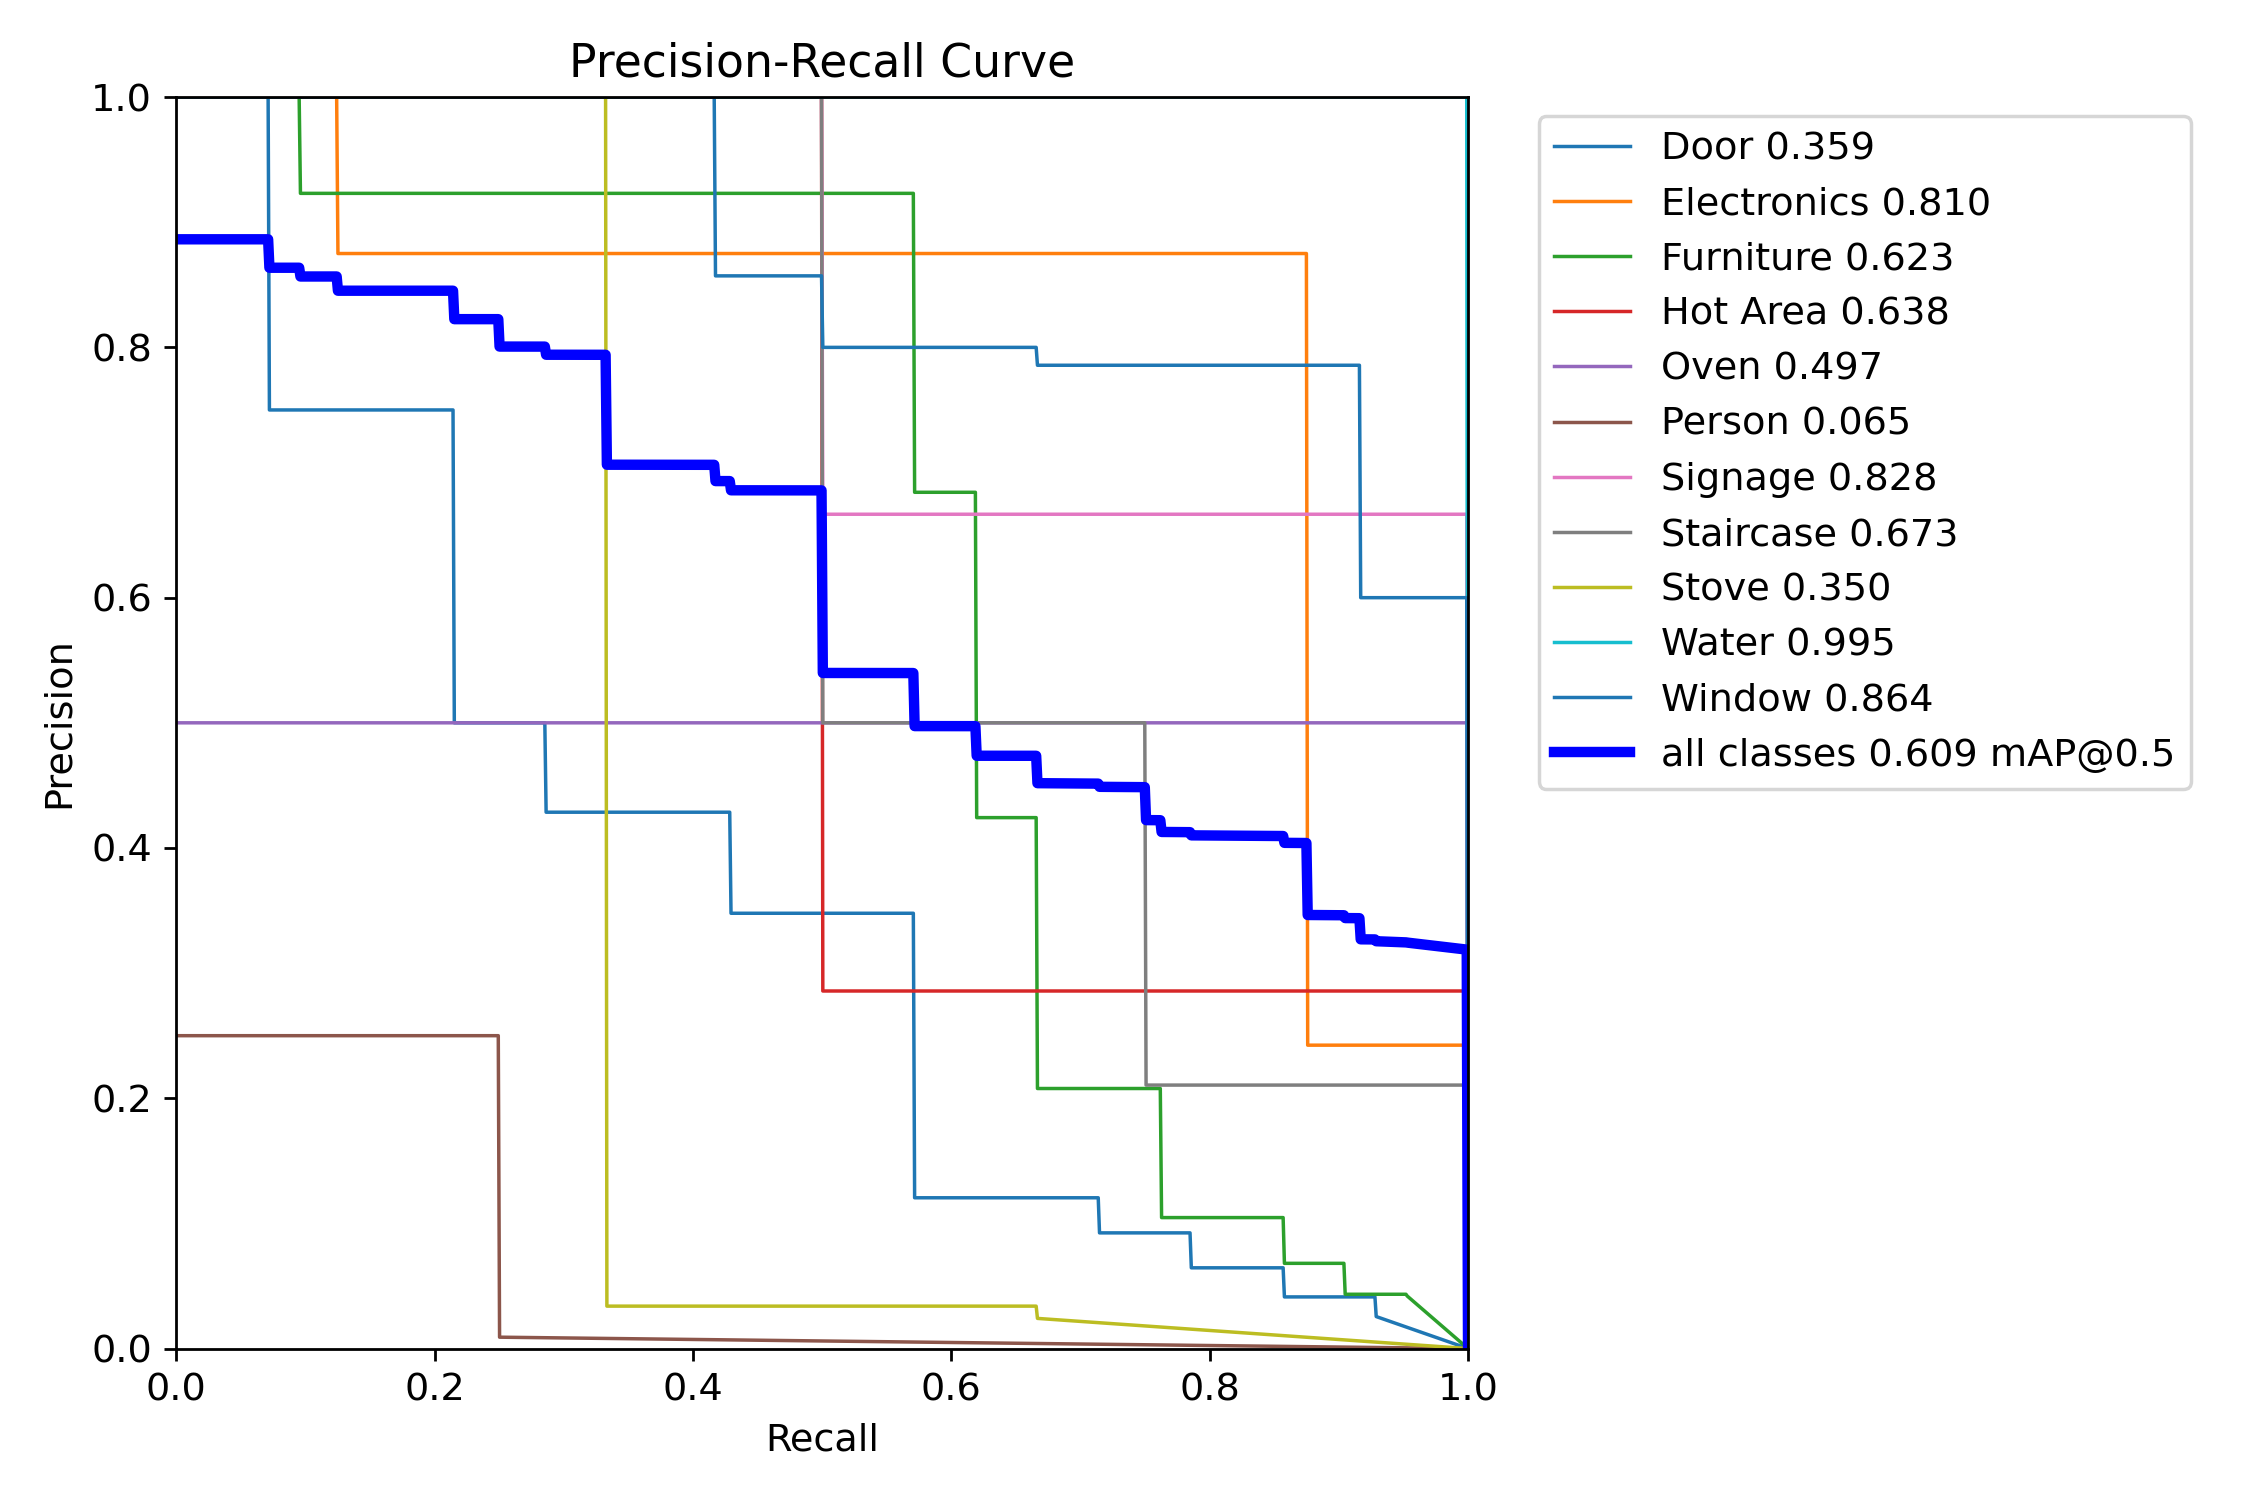 Precision-Recall Curve
1.0
0.8
0.6
0.4
0.2
0.0
Precision
0.0 0.2 0.4 0.6 0.8 1.0
Recall
Door 0.359
Electronics 0.810
Furniture 0.623
Hot Area 0.638
Oven 0.497
Person 0.065
Signage 0.828
Staircase 0.673
Stove 0.350
Water 0.995
Window 0.864
all classes 0.609 mAP@0.5